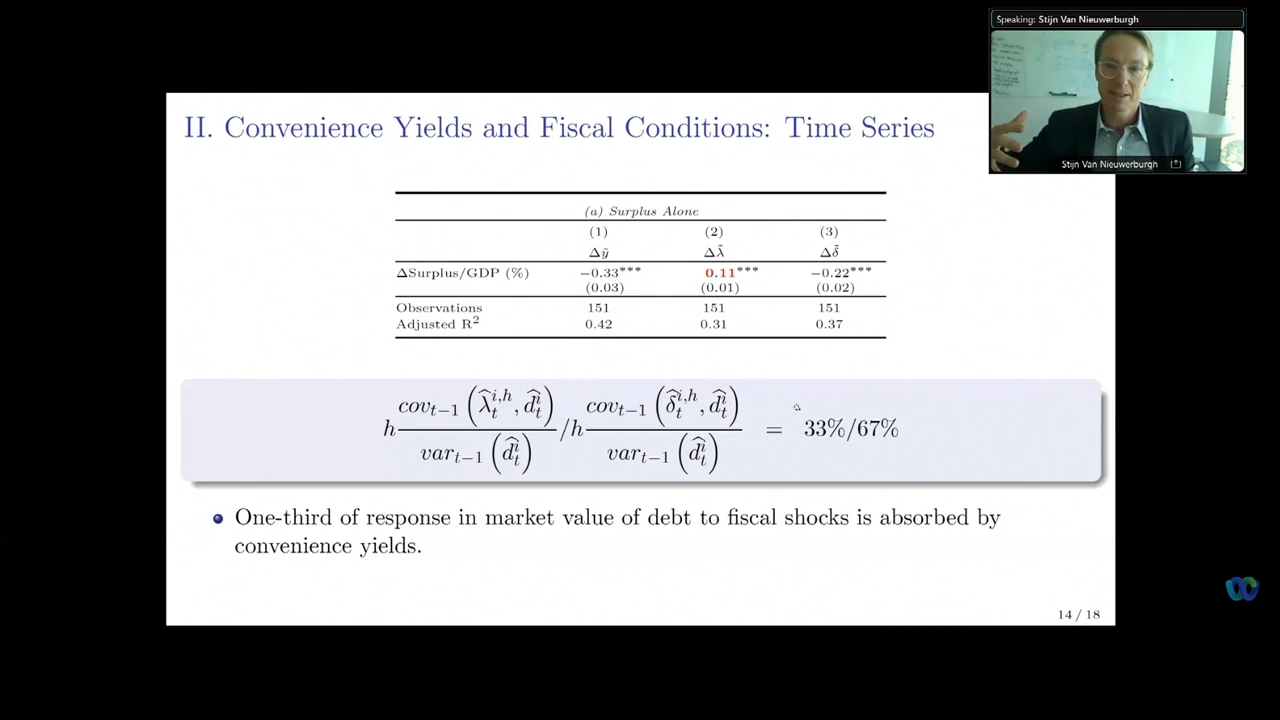 Speaking: Stijn Van Nieuwerburgh
Stijn Van Nieuwerburgh
II. Convenience Yields and Fiscal Conditions: Time Series
(a) Surplus Alone
(1) (2) (3)
Δỹ Δλ̃ Δδ̃
ΔSurplus/GDP (%) −0.33*** 0.11*** −0.22***
(0.03) (0.01) (0.02)
Observations 151 151 151
Adjusted R² 0.42 0.31 0.37
h cov_{t−1}(λ̂_t^{i,h}, d̂_t^i) / var_{t−1}(d̂_t^i) / h cov_{t−1}(δ̂_t^{i,h}, d̂_t^i) / var_{t−1}(d̂_t^i) = 33%/67%
One-third of response in market value of debt to fiscal shocks is absorbed by
convenience yields.
14 / 18